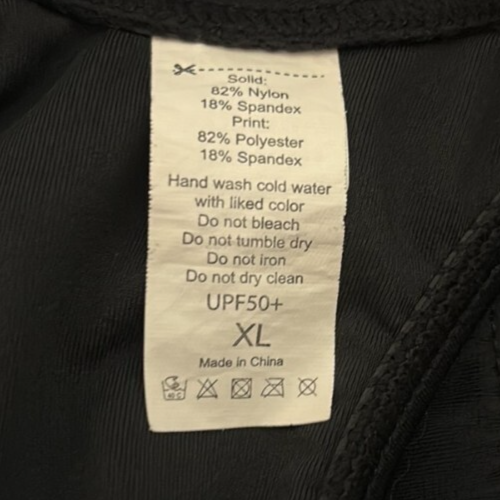 Solid:
82% Nylon
18% Spandex
Print:
82% Polyester
18% Spandex
Hand wash cold water
with liked color
Do not bleach
Do not tumble dry
Do not iron
Do not dry clean
UPF50+
XL
Made in China